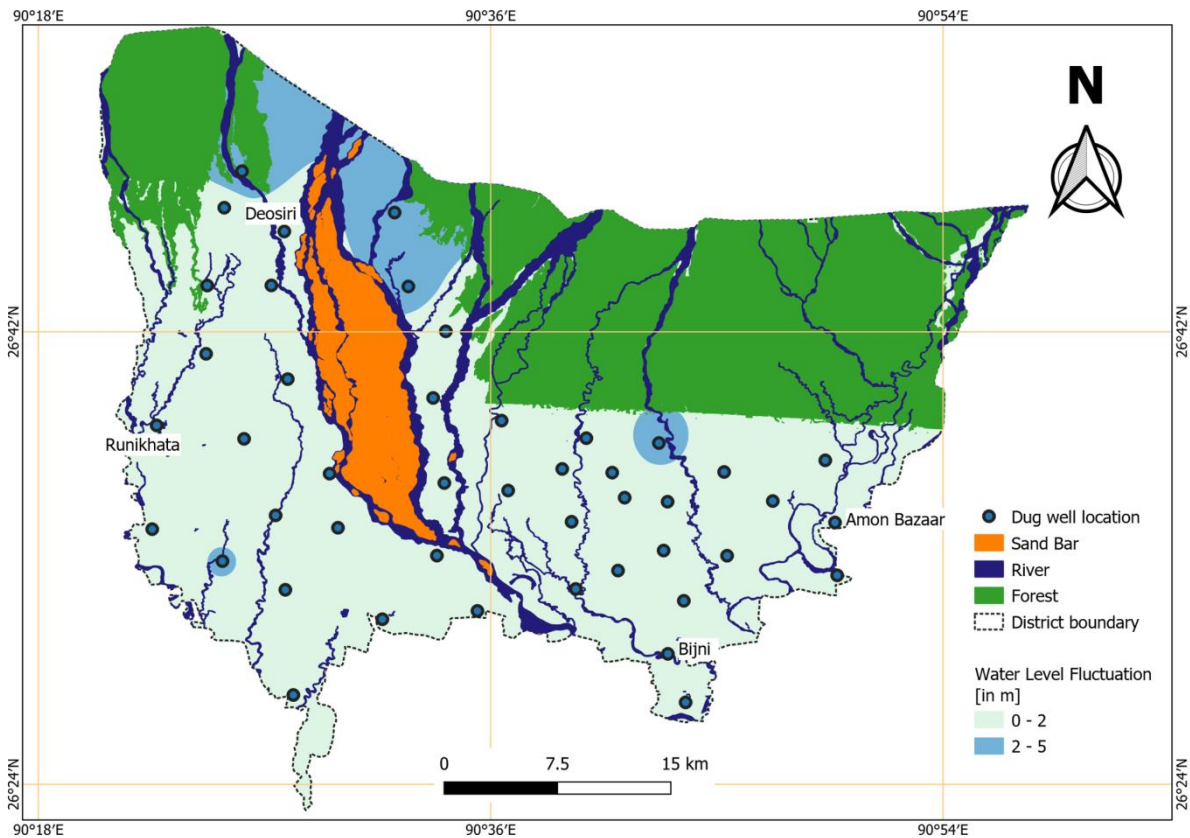 90°18′E 90°36′E 90°54′E
N
Deosiri
26°42′N 26°42′N
Runikhata
Amon Bazaar
Dug well location
Sand Bar
River
Forest
District boundary
Bijni
Water Level Fluctuation
[in m]
0 - 2
2 - 5
0 7.5 15 km
26°24′N 26°24′N
90°18′E 90°36′E 90°54′E